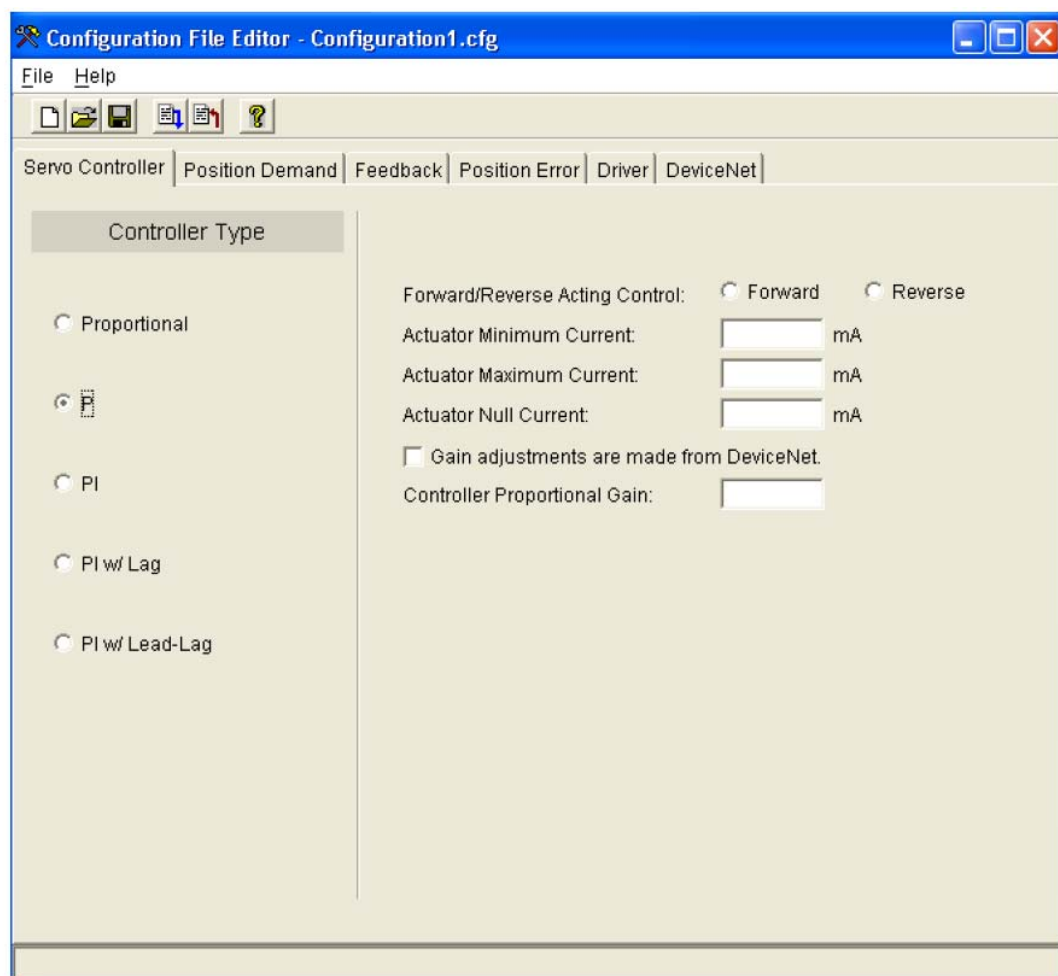 Configuration File Editor - Configuration1.cfg
File Help
Servo Controller Position Demand Feedback Position Error Driver DeviceNet
Controller Type
Proportional
P
PI
PI w/ Lag
PI w/ Lead-Lag
Forward/Reverse Acting Control: Forward Reverse
Actuator Minimum Current: mA
Actuator Maximum Current: mA
Actuator Null Current: mA
Gain adjustments are made from DeviceNet.
Controller Proportional Gain: